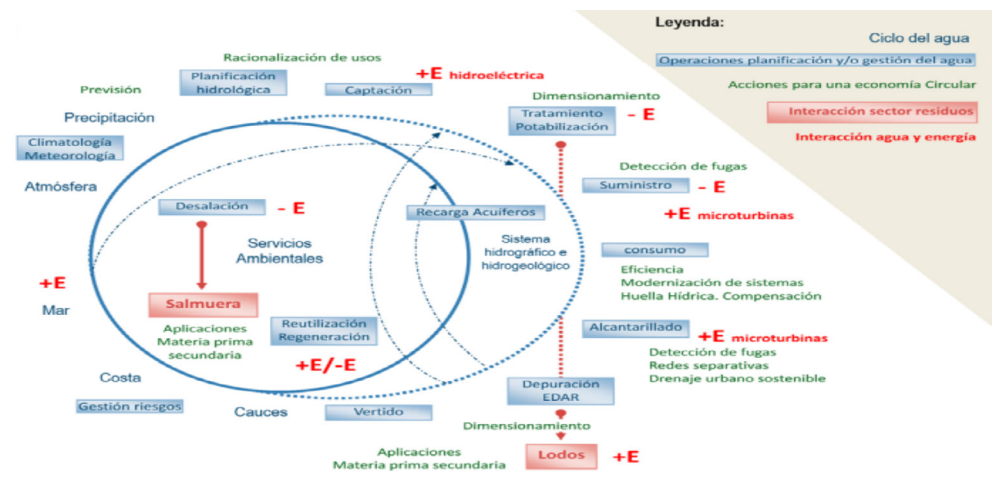 Leyenda:
Ciclo del agua
Operaciones planificación y/o gestión del agua
Acciones para una economía Circular
Interacción sector residuos
Interacción agua y energía
Racionalización de usos
Planificación
hidrológica
+E hidroeléctrica
Captación
Previsión
Precipitación
Climatología
Meteorología
Atmósfera
Dimensionamiento
Tratamiento
Potabilización
- E
Detección de fugas
Suministro
- E
+E microturbinas
Desalación
- E
Recarga Acuíferos
Servicios
Ambientales
Sistema
hidrográfico e
hidrogeológico
consumo
Eficiencia
Modernización de sistemas
Huella Hídrica. Compensación
+E
Mar
Salmuera
Aplicaciones
Materia prima
secundaria
Reutilización
Regeneración
+E/-E
Alcantarillado
+E microturbinas
Detección de fugas
Redes separativas
Drenaje urbano sostenible
Costa
Gestión riesgos
Cauces
Vertido
Depuración
EDAR
Dimensionamiento
Aplicaciones
Materia prima secundaria
Lodos
+E